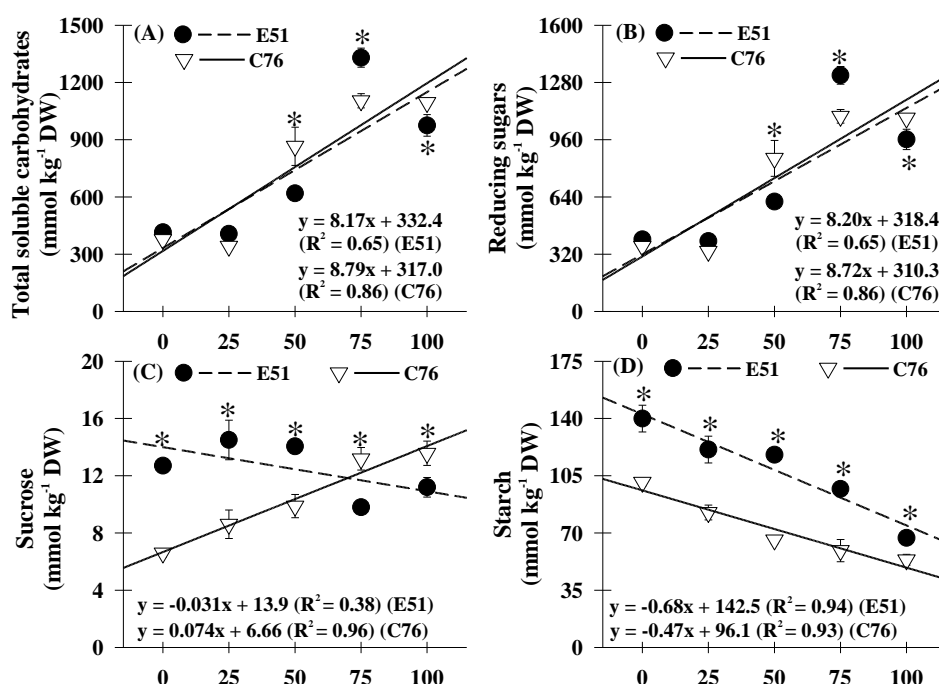 Total soluble carbohydrates
(mmol kg⁻¹ DW)
1500
1200
900
600
300
0
(A)
E51
C76
*
*
*
y = 8.17x + 332.4
(R² = 0.65) (E51)
y = 8.79x + 317.0
(R² = 0.86) (C76)
0 25 50 75 100
Reducing sugars
(mmol kg⁻¹ DW)
1600
1280
960
640
320
0
(B)
E51
C76
*
*
*
y = 8.20x + 318.4
(R² = 0.65) (E51)
y = 8.72x + 310.3
(R² = 0.86) (C76)
0 25 50 75 100
Sucrose
(mmol kg⁻¹ DW)
20
16
12
8
4
0
(C) E51 C76
* * * * *
y = -0.031x + 13.9 (R² = 0.38) (E51)
y = 0.074x + 6.66 (R² = 0.96) (C76)
0 25 50 75 100
Starch
(mmol kg⁻¹ DW)
175
140
105
70
35
0
(D) E51 C76
* * * * *
y = -0.68x + 142.5 (R² = 0.94) (E51)
y = -0.47x + 96.1 (R² = 0.93) (C76)
0 25 50 75 100